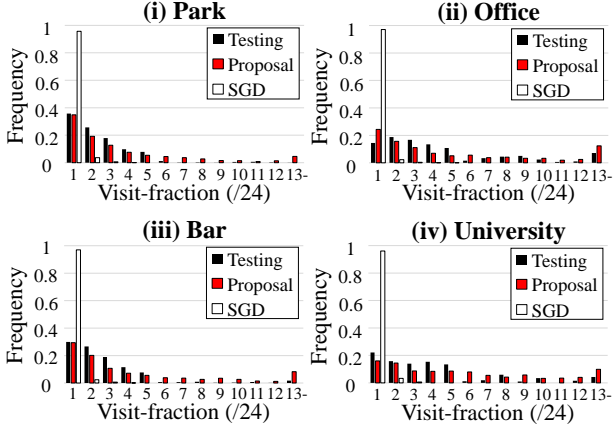 (i) Park
Frequency
1
0.8
0.6
0.4
0.2
0
Testing
Proposal
SGD
1 2 3 4 5 6 7 8 9 10 11 12 13-
Visit-fraction (/24)
(ii) Office
Frequency
1
0.8
0.6
0.4
0.2
0
Testing
Proposal
SGD
1 2 3 4 5 6 7 8 9 10 11 12 13-
Visit-fraction (/24)
(iii) Bar
Frequency
1
0.8
0.6
0.4
0.2
0
Testing
Proposal
SGD
1 2 3 4 5 6 7 8 9 10 11 12 13-
Visit-fraction (/24)
(iv) University
Frequency
1
0.8
0.6
0.4
0.2
0
Testing
Proposal
SGD
1 2 3 4 5 6 7 8 9 10 11 12 13-
Visit-fraction (/24)